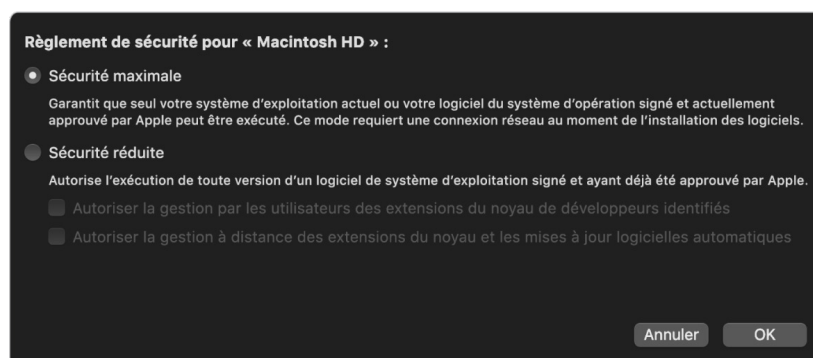 Règlement de sécurité pour « Macintosh HD » :
Sécurité maximale
Garantit que seul votre système d’exploitation actuel ou votre logiciel du système d’opération signé et actuellement
approuvé par Apple peut être exécuté. Ce mode requiert une connexion réseau au moment de l’installation des logiciels.
Sécurité réduite
Autorise l’exécution de toute version d’un logiciel de système d’exploitation signé et ayant déjà été approuvé par Apple.
Autoriser la gestion par les utilisateurs des extensions du noyau de développeurs identifiés
Autoriser la gestion à distance des extensions du noyau et les mises à jour logicielles automatiques
Annuler OK